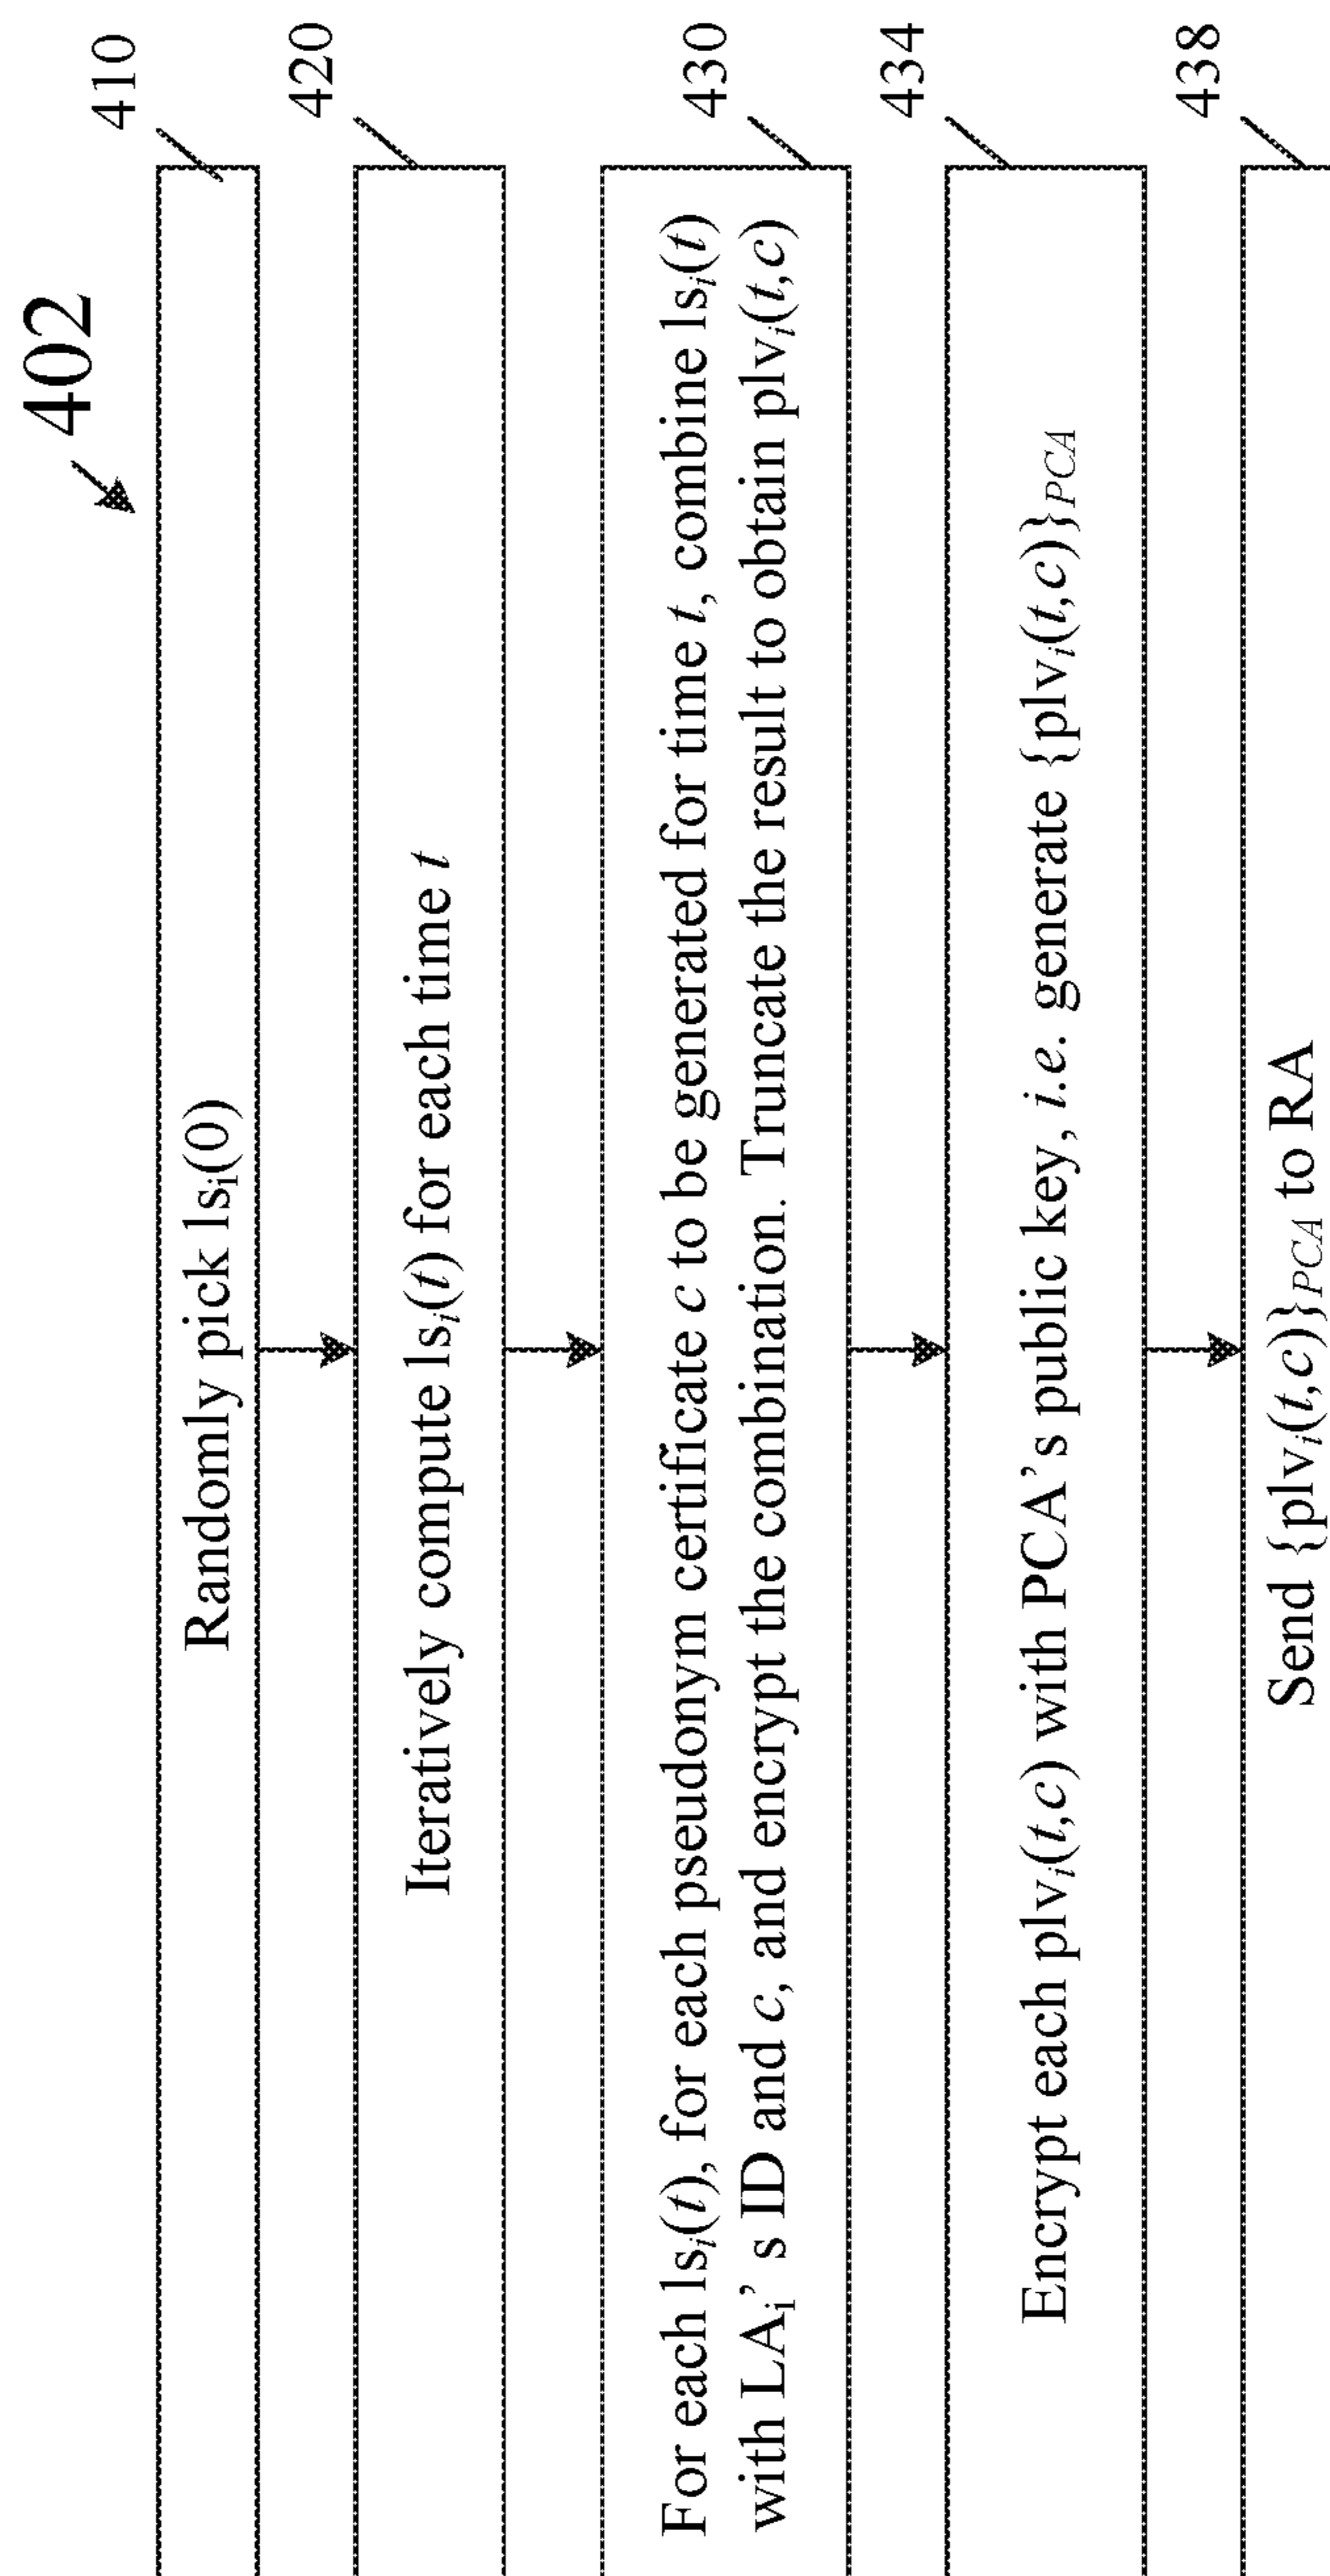 402
410
Randomly pick ls_i(0)
420
Iteratively compute ls_i(t) for each time t
430
For each ls_i(t), for each pseudonym certificate c to be generated for time t, combine ls_i(t)
with LA_i’ s ID and c, and encrypt the combination. Truncate the result to obtain plv_i(t,c)
434
Encrypt each plv_i(t,c) with PCA’s public key, i.e. generate {plv_i(t,c)}_PCA
438
Send {plv_i(t,c)}_PCA to RA